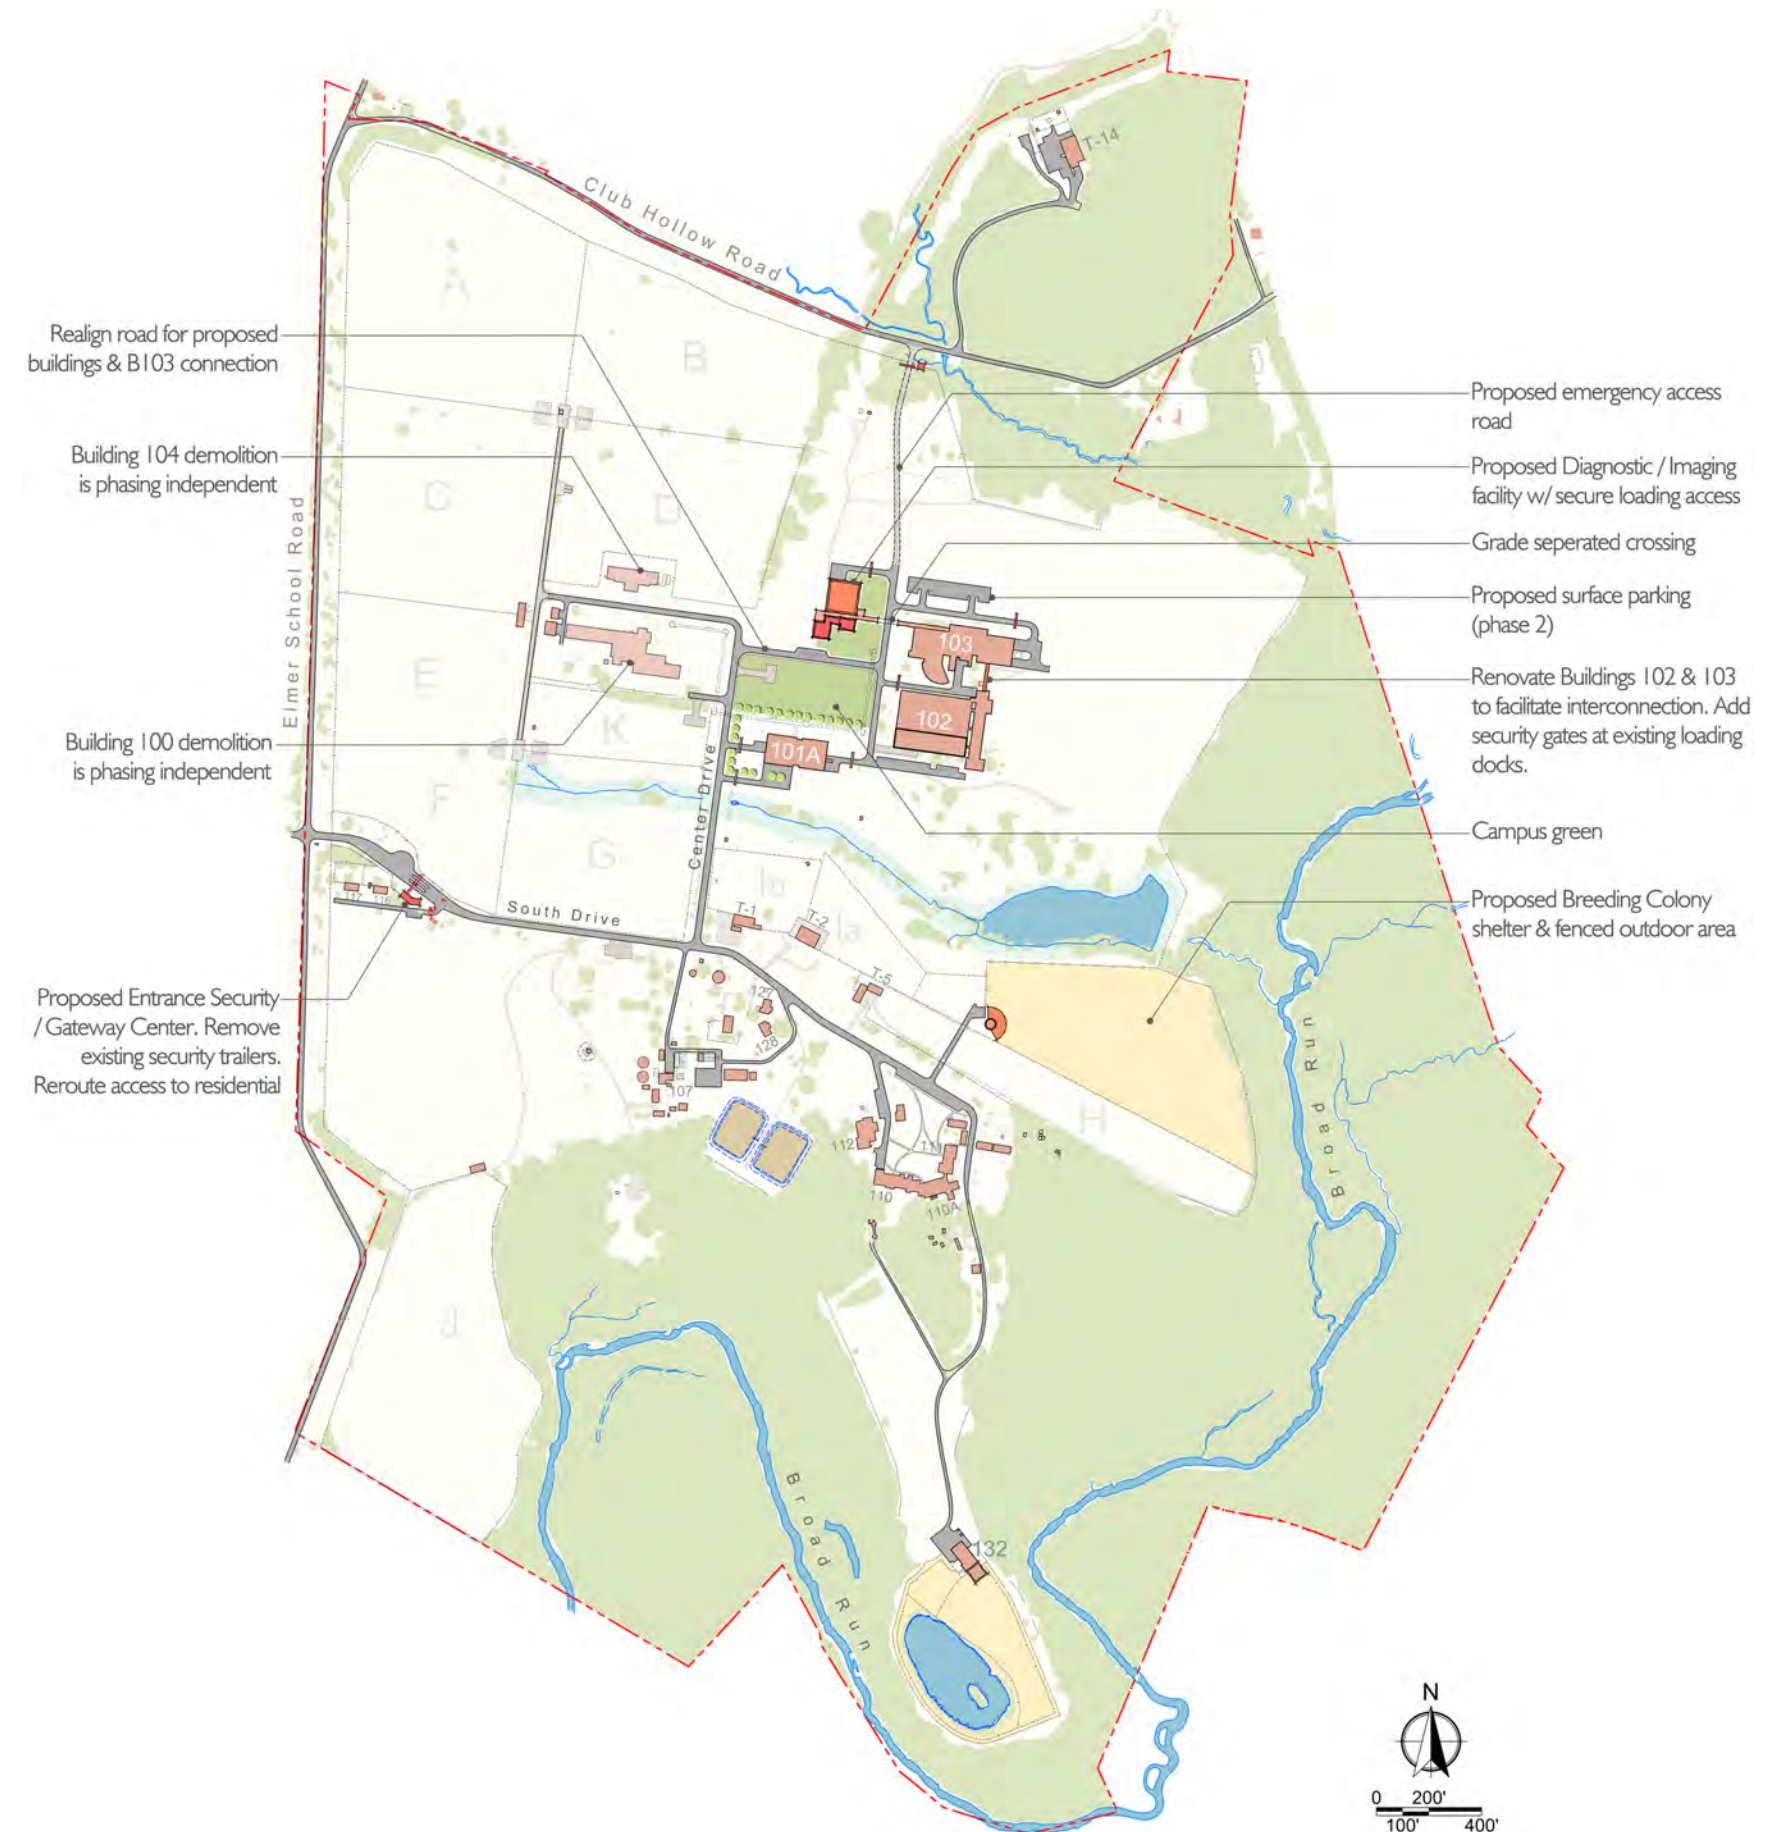 T-14
Club Hollow Road
A
B
Realign road for proposed
buildings & B103 connection
Proposed emergency access
road
Building 104 demolition
is phasing independent
Proposed Diagnostic / Imaging
facility w/ secure loading access
C
D
Elmer School Road
Grade seperated crossing
Proposed surface parking
(phase 2)
103
E
Renovate Buildings 102 & 103
to facilitate interconnection. Add
security gates at existing loading
docks.
102
K
101A
Building 100 demolition
is phasing independent
Center Drive
F
G
Campus green
Ib
Ia
117
116
South Drive
T-1
T-2
Proposed Breeding Colony
shelter & fenced outdoor area
T-5
127
128
Proposed Entrance Security
/ Gateway Center. Remove
existing security trailers.
Reroute access to residential
107
Broad Run
H
112
111
110
110A
J
Broad Run
132
N
0 200'
100' 400'